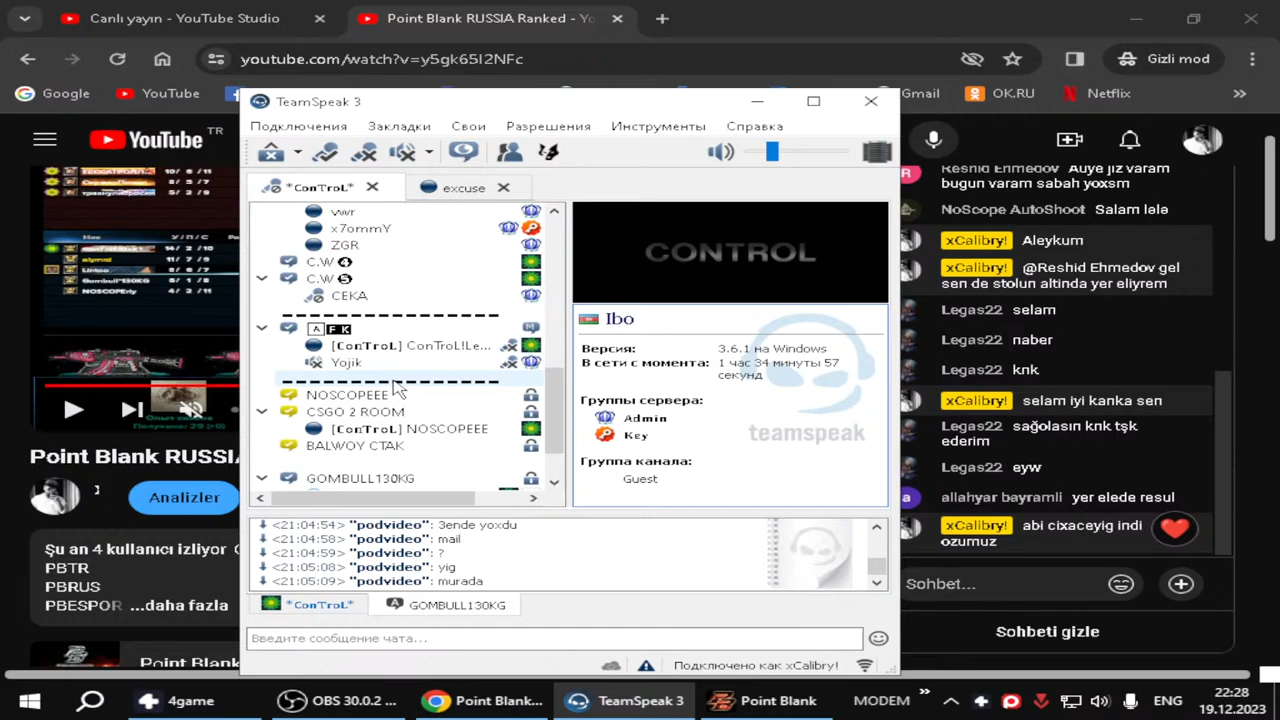 Canlı yayın - YouTube Studio
Point Blank RUSSIA Ranked - Yo
youtube.com/watch?v=y5gk65I2NFc
Gizli mod
Google
YouTube
Gmail
OK.RU
Netflix
TeamSpeak 3
Подключения
Закладки
Свои
Разрешения
Инструменты
Справка
YouTube
TR
*ConTroL*
excuse
vwr
x7ommY
ZGR
C.W 4
C.W 5
CEKA
A F K
[ConTroL] ConTroL!Le...
Yojik
NOSCOPEEE
CSGO 2 ROOM
[ConTroL] NOSCOPEEE
BALWOY CTAK
GOMBULL130KG
CONTROL
Ibo
Версия:
3.6.1 на Windows
В сети с момента:
1 час 34 минуты 57
секунд
Группы сервера:
Admin
Key
Группа канала:
Guest
teamspeak
<21:04:54> "podvideo": 3ende yoxdu
<21:04:58> "podvideo": mail
<21:04:59> "podvideo": ?
<21:05:08> "podvideo": yig
<21:05:09> "podvideo": murada
*ConTroL*
GOMBULL130KG
Введите сообщение чата...
Подключено как xCalibry!
Point Blank RUSSIA
Analizler
Şu an 4 kullanıcı izliyor
PBTR
PBRUS
PBESPOR ...daha fazla
Point Blank
Reshid Ehmedov Auye jiz varam
bugun varam sabah yoxsm
NoScope AutoShoot Salam lələ
xCalibry! Aleykum
xCalibry! @Reshid Ehmedov gel
sen de stolun altinda yer eliyrem
Legas22 selam
Legas22 naber
Legas22 knk
xCalibry! selam iyi kanka sen
Legas22 sağolasın knk tşk
ederim
Legas22 eyw
allahyar bayramli yer elede resul
xCalibry! abi cixaceyig indi
ozumuz
Sohbet...
Sohbeti gizle
4game
OBS 30.0.2 ...
Point Blank...
TeamSpeak 3
Point Blank
MODEM
ENG
22:28
19.12.2023